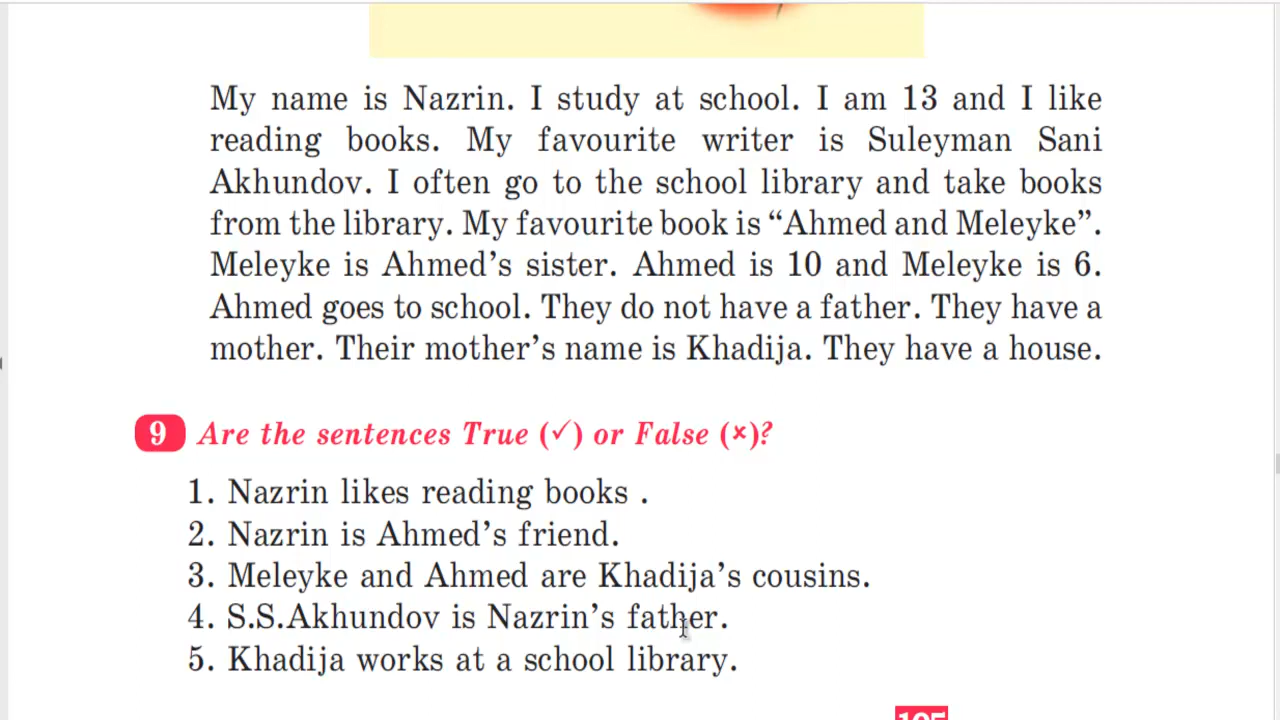 My name is Nazrin. I study at school. I am 13 and I like
reading books. My favourite writer is Suleyman Sani
Akhundov. I often go to the school library and take books
from the library. My favourite book is “Ahmed and Meleyke”.
Meleyke is Ahmed’s sister. Ahmed is 10 and Meleyke is 6.
Ahmed goes to school. They do not have a father. They have a
mother. Their mother’s name is Khadija. They have a house.
9 Are the sentences True (✓) or False (×)?
1. Nazrin likes reading books .
2. Nazrin is Ahmed’s friend.
3. Meleyke and Ahmed are Khadija’s cousins.
4. S.S.Akhundov is Nazrin’s father.
5. Khadija works at a school library.